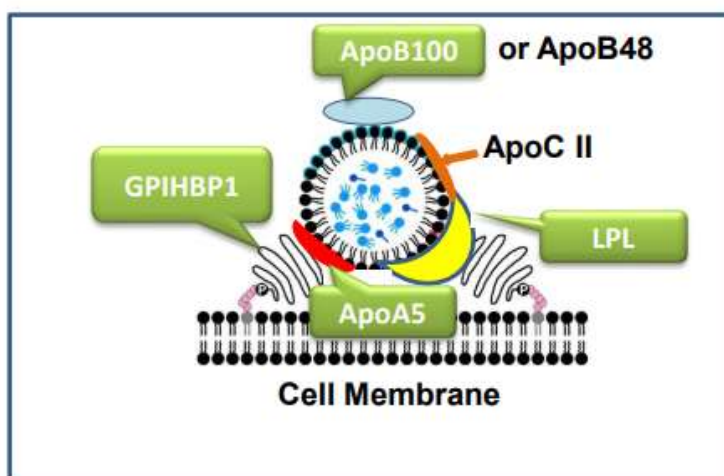 ApoB100 or ApoB48
ApoC II
GPIHBP1
LPL
P P
ApoA5
Cell Membrane